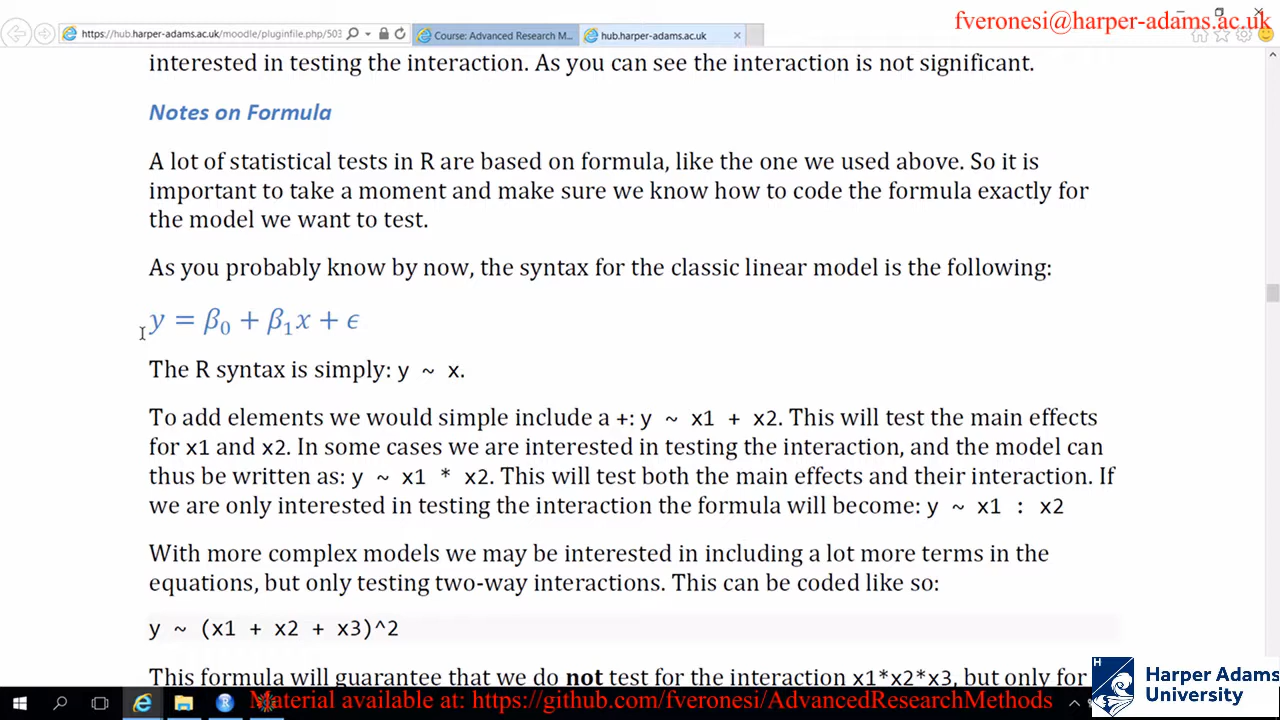 fveronesi@harper-adams.ac.uk
https://hub.harper-adams.ac.uk/moodle/pluginfile.php/503
Course: Advanced Research M...
hub.harper-adams.ac.uk
interested in testing the interaction. As you can see the interaction is not significant.
Notes on Formula
A lot of statistical tests in R are based on formula, like the one we used above. So it is
important to take a moment and make sure we know how to code the formula exactly for
the model we want to test.
As you probably know by now, the syntax for the classic linear model is the following:
y = β₀ + β₁x + ϵ
The R syntax is simply: y ~ x.
To add elements we would simple include a +: y ~ x1 + x2. This will test the main effects
for x1 and x2. In some cases we are interested in testing the interaction, and the model can
thus be written as: y ~ x1 * x2. This will test both the main effects and their interaction. If
we are only interested in testing the interaction the formula will become: y ~ x1 : x2
With more complex models we may be interested in including a lot more terms in the
equations, but only testing two-way interactions. This can be coded like so:
y ~ (x1 + x2 + x3)^2
This formula will guarantee that we do not test for the interaction x1*x2*x3, but only for
Material available at: https://github.com/fveronesi/AdvancedResearchMethods
H
Harper Adams
University